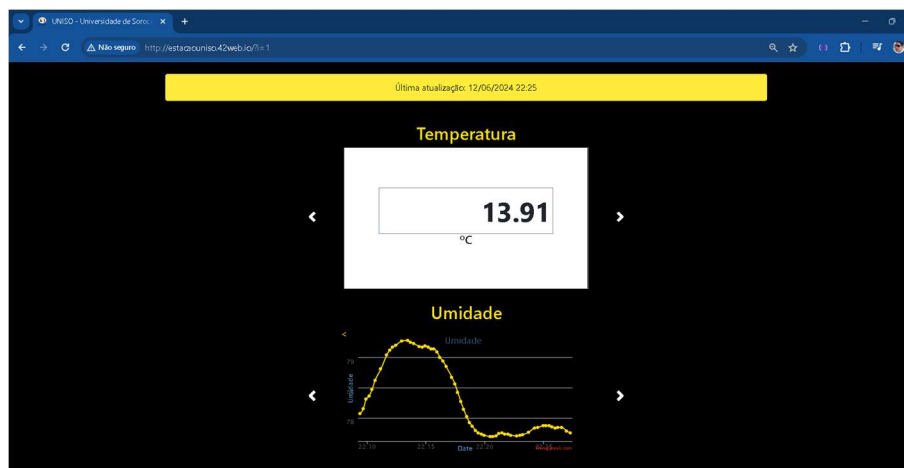 UNISO - Universidade de Soroc
Não seguro http://estacaouniso.42web.io/?i=1
Última atualização: 12/06/2024 22:25
Temperatura
13.91
ºC
Umidade
<
Umidade
79
Umidade
78
22:10 22:15 22:20 22:25
Date